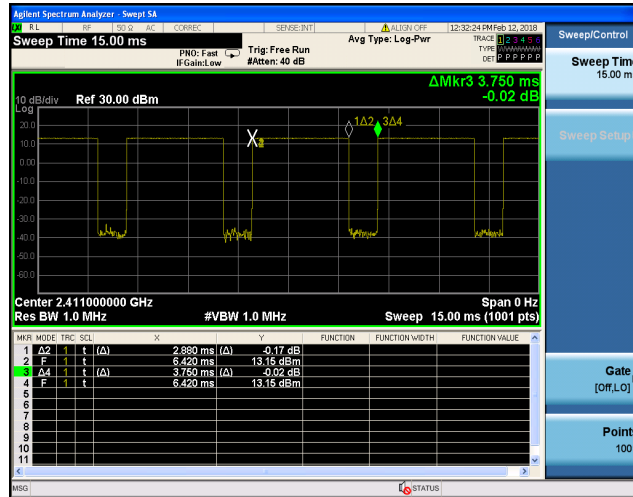 Agilent Spectrum Analyzer - Swept SA
RL RF 50 Ω AC CORREC SENSE:INT ALIGN OFF 12:32:24 PM Feb 12, 2018
Sweep Time 15.00 ms
PNO: Fast
IFGain:Low
Trig: Free Run
#Atten: 40 dB
Avg Type: Log-Pwr
TRACE 1 2 3 4 5 6
TYPE
DET P P P P P P
ΔMkr3 3.750 ms
-0.02 dB
10 dB/div Ref 30.00 dBm
Log
20.0
10.0
0.00
-10.0
-20.0
-30.0
-40.0
-50.0
-60.0
1Δ2 3Δ4
Center 2.411000000 GHz Span 0 Hz
Res BW 1.0 MHz #VBW 1.0 MHz Sweep 15.00 ms (1001 pts)
MKR MODE TRC SCL X Y FUNCTION FUNCTION WIDTH FUNCTION VALUE
1 Δ2 1 t (Δ) 2.880 ms (Δ) -0.17 dB
2 F 1 t 6.420 ms 13.15 dBm
3 Δ4 1 t (Δ) 3.750 ms (Δ) -0.02 dB
4 F 1 t 6.420 ms 13.15 dBm
5
6
7
8
9
10
11
MSG STATUS
Sweep/Control
Sweep Time
15.00 m
Sweep Setup
Gate
[Off,LO]
Point
100